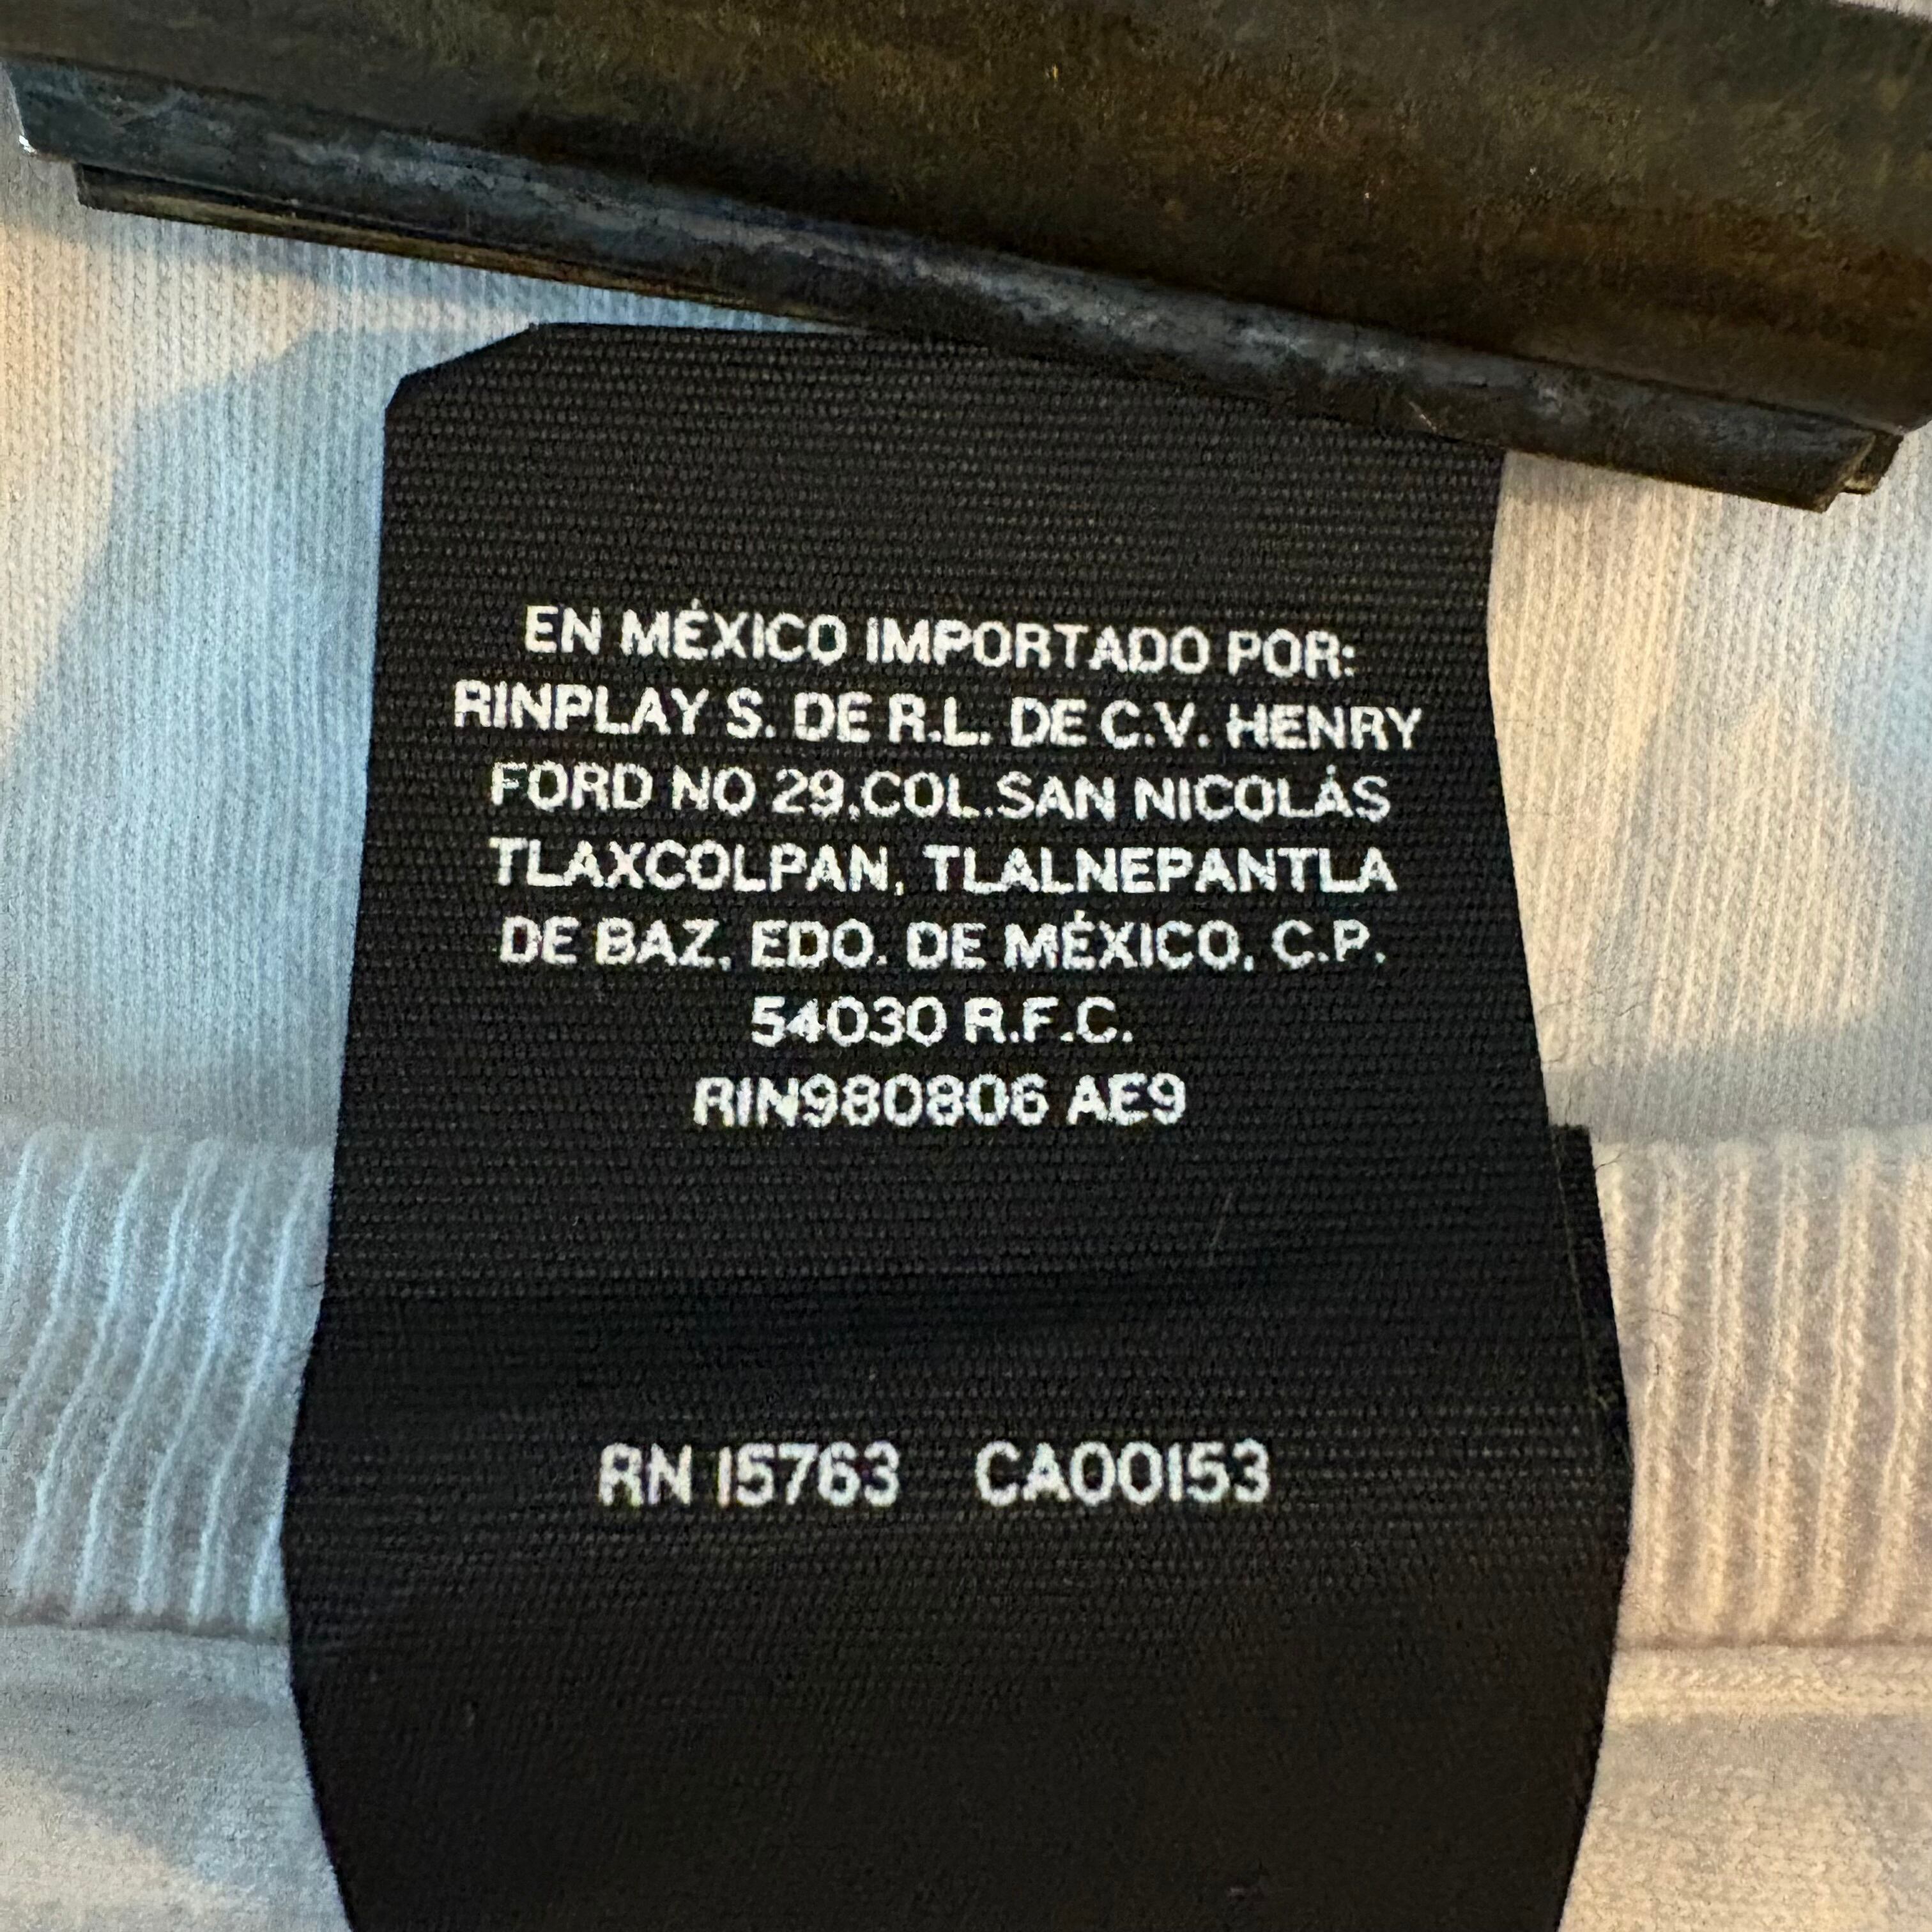 EN MÉXICO IMPORTADO POR:
RINPLAY S. DE R.L. DE C.V. HENRY
FORD NO 29,COL.SAN NICOLÁS
TLAXCOLPAN, TLALNEPANTLA
DE BAZ, EDO. DE MÉXICO, C.P.
54030 R.F.C.
RIN980806 AE9
RN 15763 CA00153